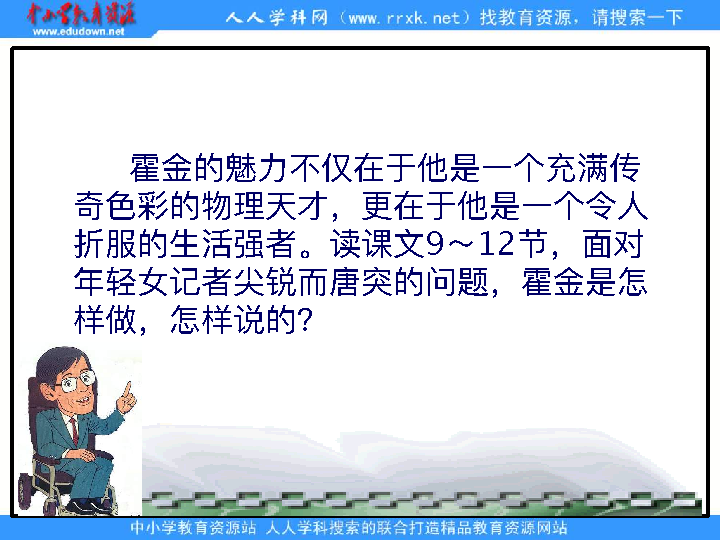 中小学教育资源
www.edudown.net
人人学科网（www.rrxk.net）找教育资源，请搜索一下
霍金的魅力不仅在于他是一个充满传
奇色彩的物理天才，更在于他是一个令人
折服的生活强者。读课文9～12节，面对
年轻女记者尖锐而唐突的问题，霍金是怎
样做，怎样说的？
中小学教育资源站 人人学科搜索的联合打造精品教育资源网站